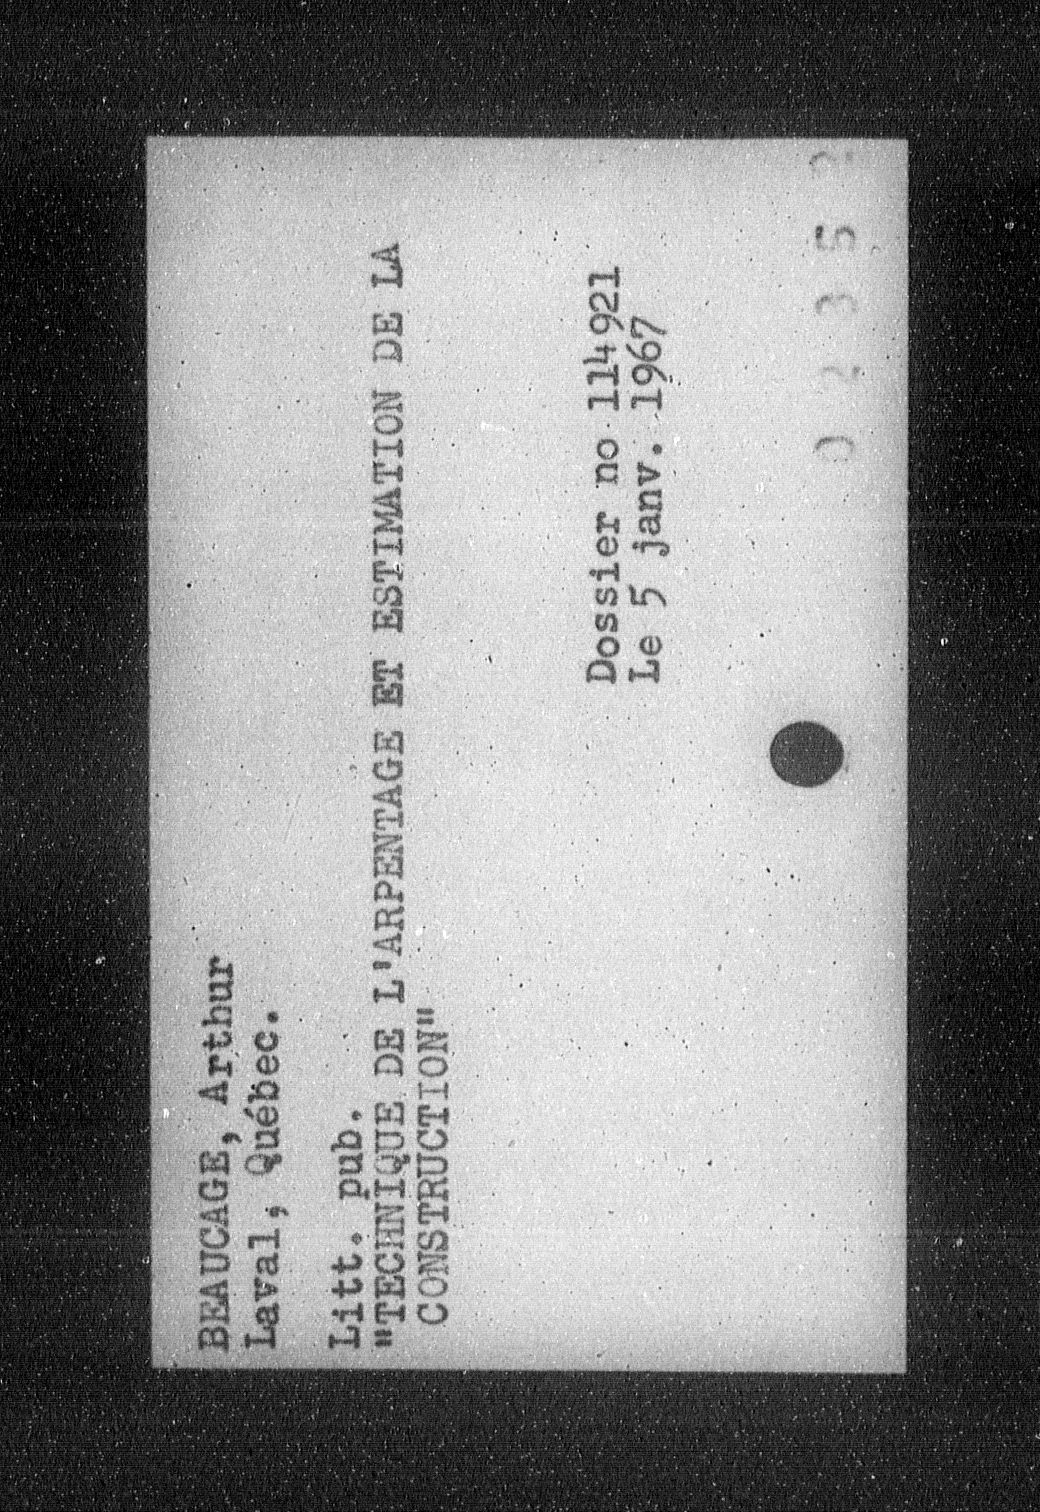 BEAUCAGE, Arthur
Laval, Québec.
Litt. pub.
"TECHNIQUE DE L'ARPENTAGE ET ESTIMATION DE LA
CONSTRUCTION"
Dossier no 114921
Le 5 janv. 1967